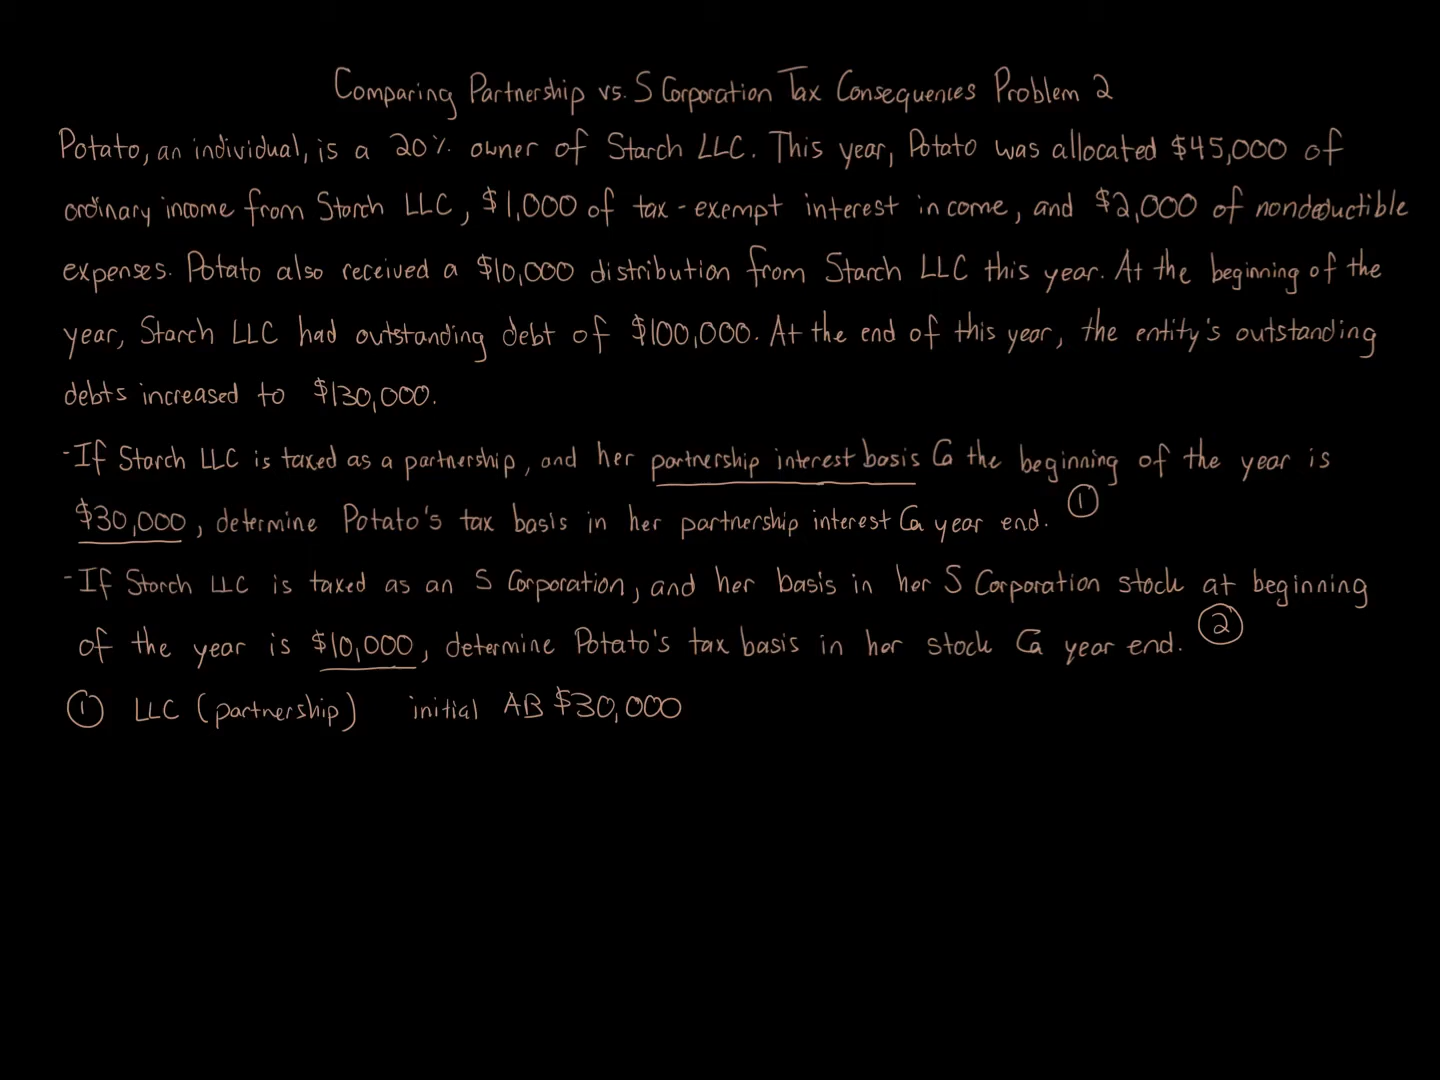 Comparing Partnership vs. S Corporation Tax Consequences Problem 2
Potato, an individual, is a 20% owner of Starch LLC. This year, Potato was allocated $45,000 of
ordinary income from Starch LLC, $1,000 of tax-exempt interest income, and $2,000 of nondeductible
expenses. Potato also received a $10,000 distribution from Starch LLC this year. At the beginning of the
year, Starch LLC had outstanding debt of $100,000. At the end of this year, the entity's outstanding
debts increased to $130,000.
-If Starch LLC is taxed as a partnership, and her partnership interest basis @ the beginning of the year is
$30,000, determine Potato's tax basis in her partnership interest @ year end. ①
-If Starch LLC is taxed as an S Corporation, and her basis in her S Corporation stock at beginning
of the year is $10,000, determine Potato's tax basis in her stock @ year end. ②
① LLC (partnership) initial AB $30,000